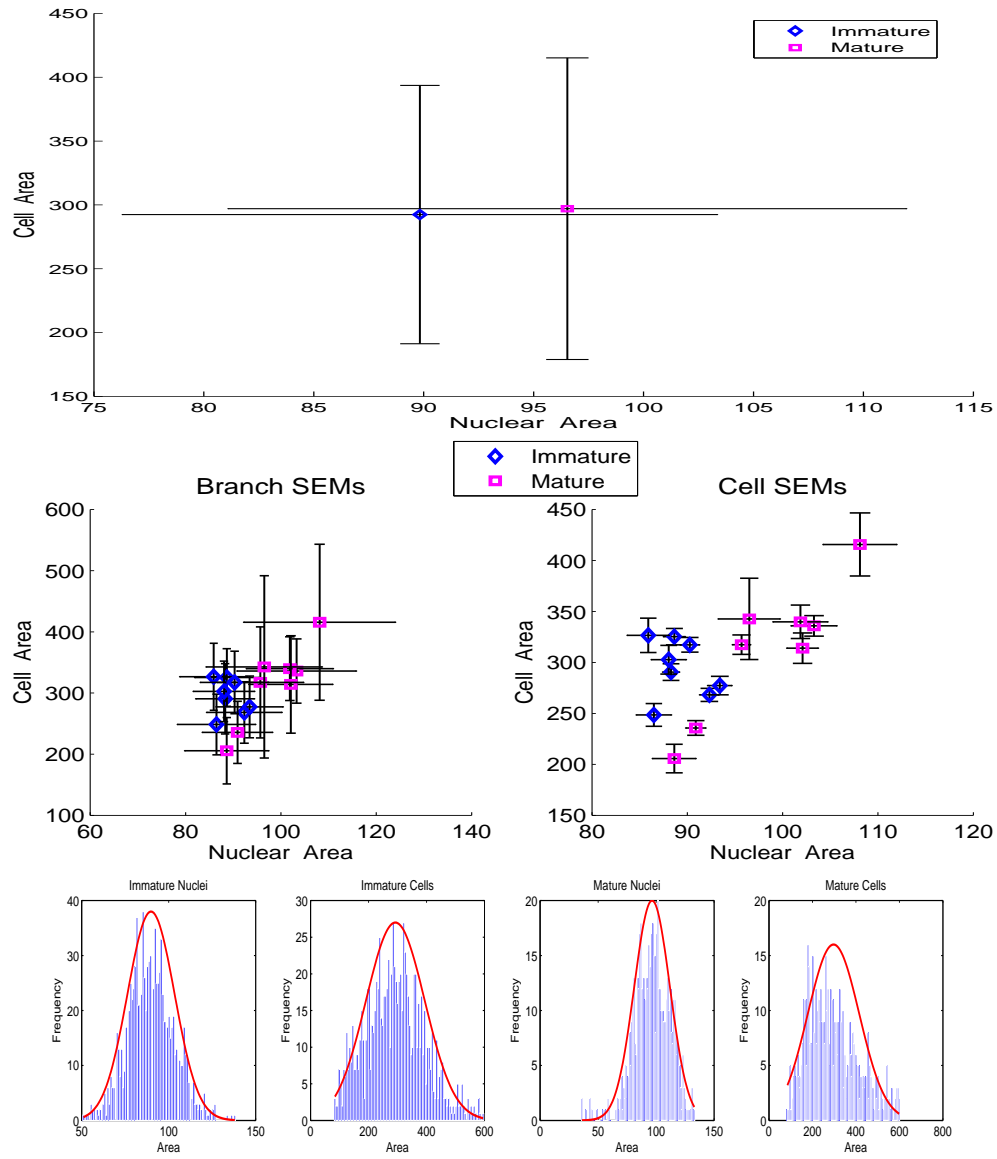 450
400
350
300
250
200
150
Cell Area
75 80 85 90 95 100 105 110 115
Nuclear Area
Immature
Mature
Immature
Mature
Branch SEMs
600
500
400
300
200
100
Cell Area
60 80 100 120 140
Nuclear Area
Cell SEMs
450
400
350
300
250
200
150
Cell Area
80 90 100 110 120
Nuclear Area
Immature Nuclei
40
30
20
10
0
Frequency
50 100 150
Area
Immature Cells
30
25
20
15
10
5
0
Frequency
0 200 400 600
Area
Mature Nuclei
20
15
10
5
0
Frequency
0 50 100 150
Area
Mature Cells
20
15
10
5
0
Frequency
0 200 400 600 800
Area